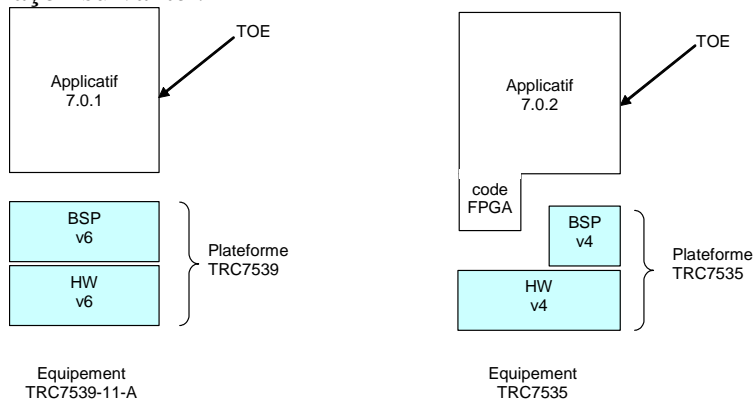 TOE
Applicatif
7.0.1
BSP
v6
HW
v6
Plateforme
TRC7539
Equipement
TRC7539-11-A
TOE
Applicatif
7.0.2
code
FPGA
BSP
v4
HW
v4
Plateforme
TRC7535
Equipement
TRC7535